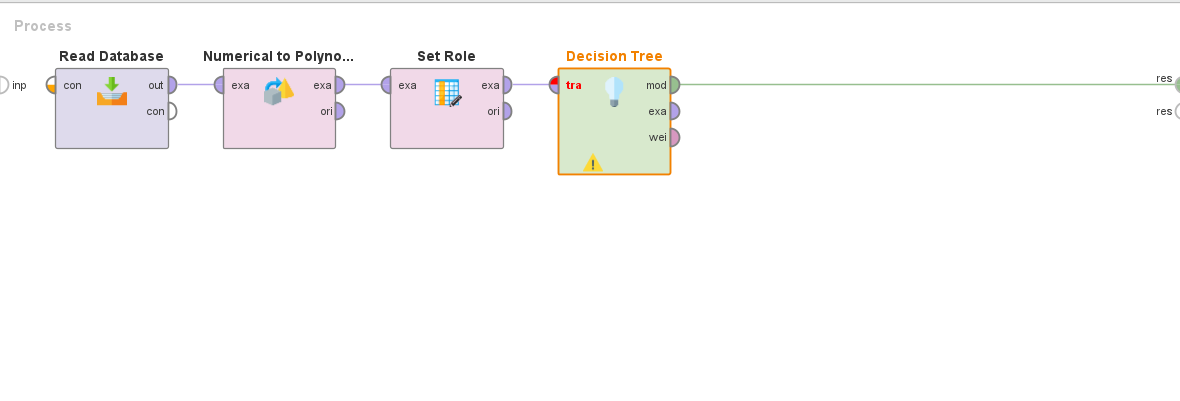 Process
Read Database
Numerical to Polyno...
Set Role
Decision Tree
inp
con
out
con
exa
exa
ori
exa
exa
ori
tra
mod
exa
wei
res
res